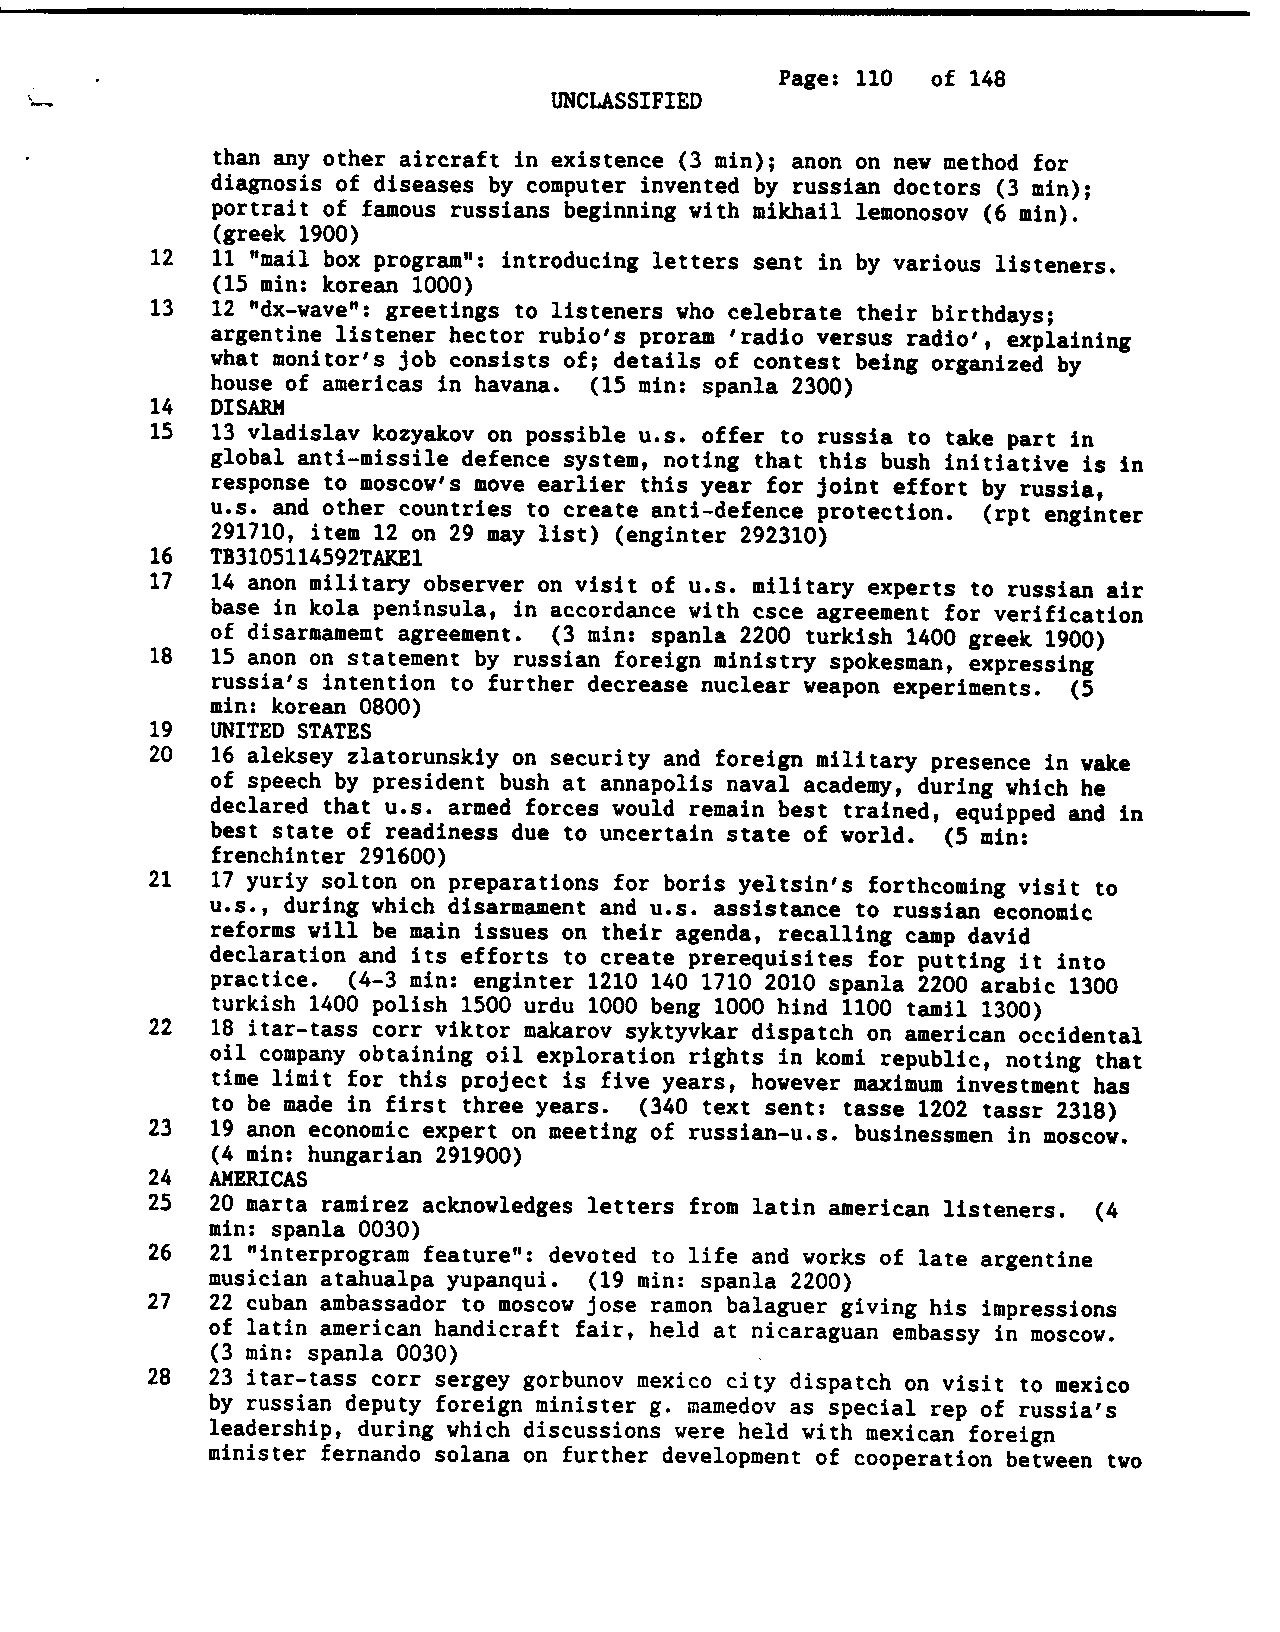 Page: 110 of 148
UNCLASSIFIED
than any other aircraft in existence (3 min); anon on new method for
diagnosis of diseases by computer invented by russian doctors (3 min);
portrait of famous russians beginning with mikhail lemonosov (6 min).
(greek 1900)
12 11 "mail box program": introducing letters sent in by various listeners.
(15 min: korean 1000)
13 12 "dx-wave": greetings to listeners who celebrate their birthdays;
argentine listener hector rubio's proram 'radio versus radio', explaining
what monitor's job consists of; details of contest being organized by
house of americas in havana. (15 min: spanla 2300)
14 DISARM
15 13 vladislav kozyakov on possible u.s. offer to russia to take part in
global anti-missile defence system, noting that this bush initiative is in
response to moscow's move earlier this year for joint effort by russia,
u.s. and other countries to create anti-defence protection. (rpt enginter
291710, item 12 on 29 may list) (enginter 292310)
16 TB3105114592TAKE1
17 14 anon military observer on visit of u.s. military experts to russian air
base in kola peninsula, in accordance with csce agreement for verification
of disarmamemt agreement. (3 min: spanla 2200 turkish 1400 greek 1900)
18 15 anon on statement by russian foreign ministry spokesman, expressing
russia's intention to further decrease nuclear weapon experiments. (5
min: korean 0800)
19 UNITED STATES
20 16 aleksey zlatorunskiy on security and foreign military presence in wake
of speech by president bush at annapolis naval academy, during which he
declared that u.s. armed forces would remain best trained, equipped and in
best state of readiness due to uncertain state of world. (5 min:
frenchinter 291600)
21 17 yuriy solton on preparations for boris yeltsin's forthcoming visit to
u.s., during which disarmament and u.s. assistance to russian economic
reforms will be main issues on their agenda, recalling camp david
declaration and its efforts to create prerequisites for putting it into
practice. (4-3 min: enginter 1210 140 1710 2010 spanla 2200 arabic 1300
turkish 1400 polish 1500 urdu 1000 beng 1000 hind 1100 tamil 1300)
22 18 itar-tass corr viktor makarov syktyvkar dispatch on american occidental
oil company obtaining oil exploration rights in komi republic, noting that
time limit for this project is five years, however maximum investment has
to be made in first three years. (340 text sent: tasse 1202 tassr 2318)
23 19 anon economic expert on meeting of russian-u.s. businessmen in moscow.
(4 min: hungarian 291900)
24 AMERICAS
25 20 marta ramirez acknowledges letters from latin american listeners. (4
min: spanla 0030)
26 21 "interprogram feature": devoted to life and works of late argentine
musician atahualpa yupanqui. (19 min: spanla 2200)
27 22 cuban ambassador to moscow jose ramon balaguer giving his impressions
of latin american handicraft fair, held at nicaraguan embassy in moscow.
(3 min: spanla 0030)
28 23 itar-tass corr sergey gorbunov mexico city dispatch on visit to mexico
by russian deputy foreign minister g. mamedov as special rep of russia's
leadership, during which discussions were held with mexican foreign
minister fernando solana on further development of cooperation between two